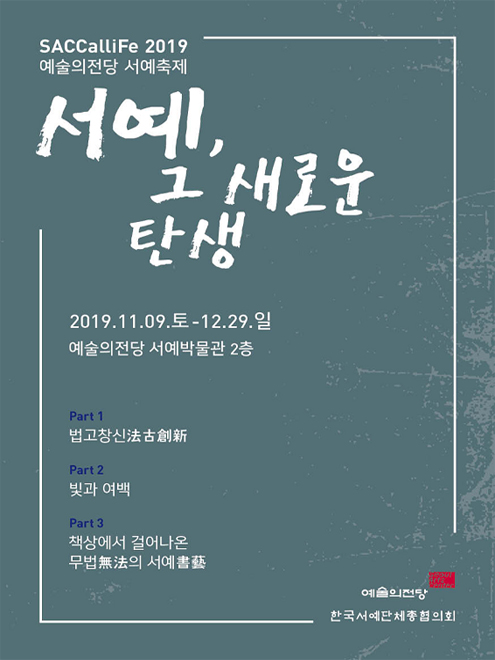 SACCalliFe 2019
예술의전당 서예축제
서예,
그 새로운
탄생
2019.11.09.토-12.29.일
예술의전당 서예박물관 2층
Part 1
법고창신法古創新
Part 2
빛과 여백
Part 3
책상에서 걸어나온
무법無法의 서예書藝
예술의전당
한국서예단체총협의회